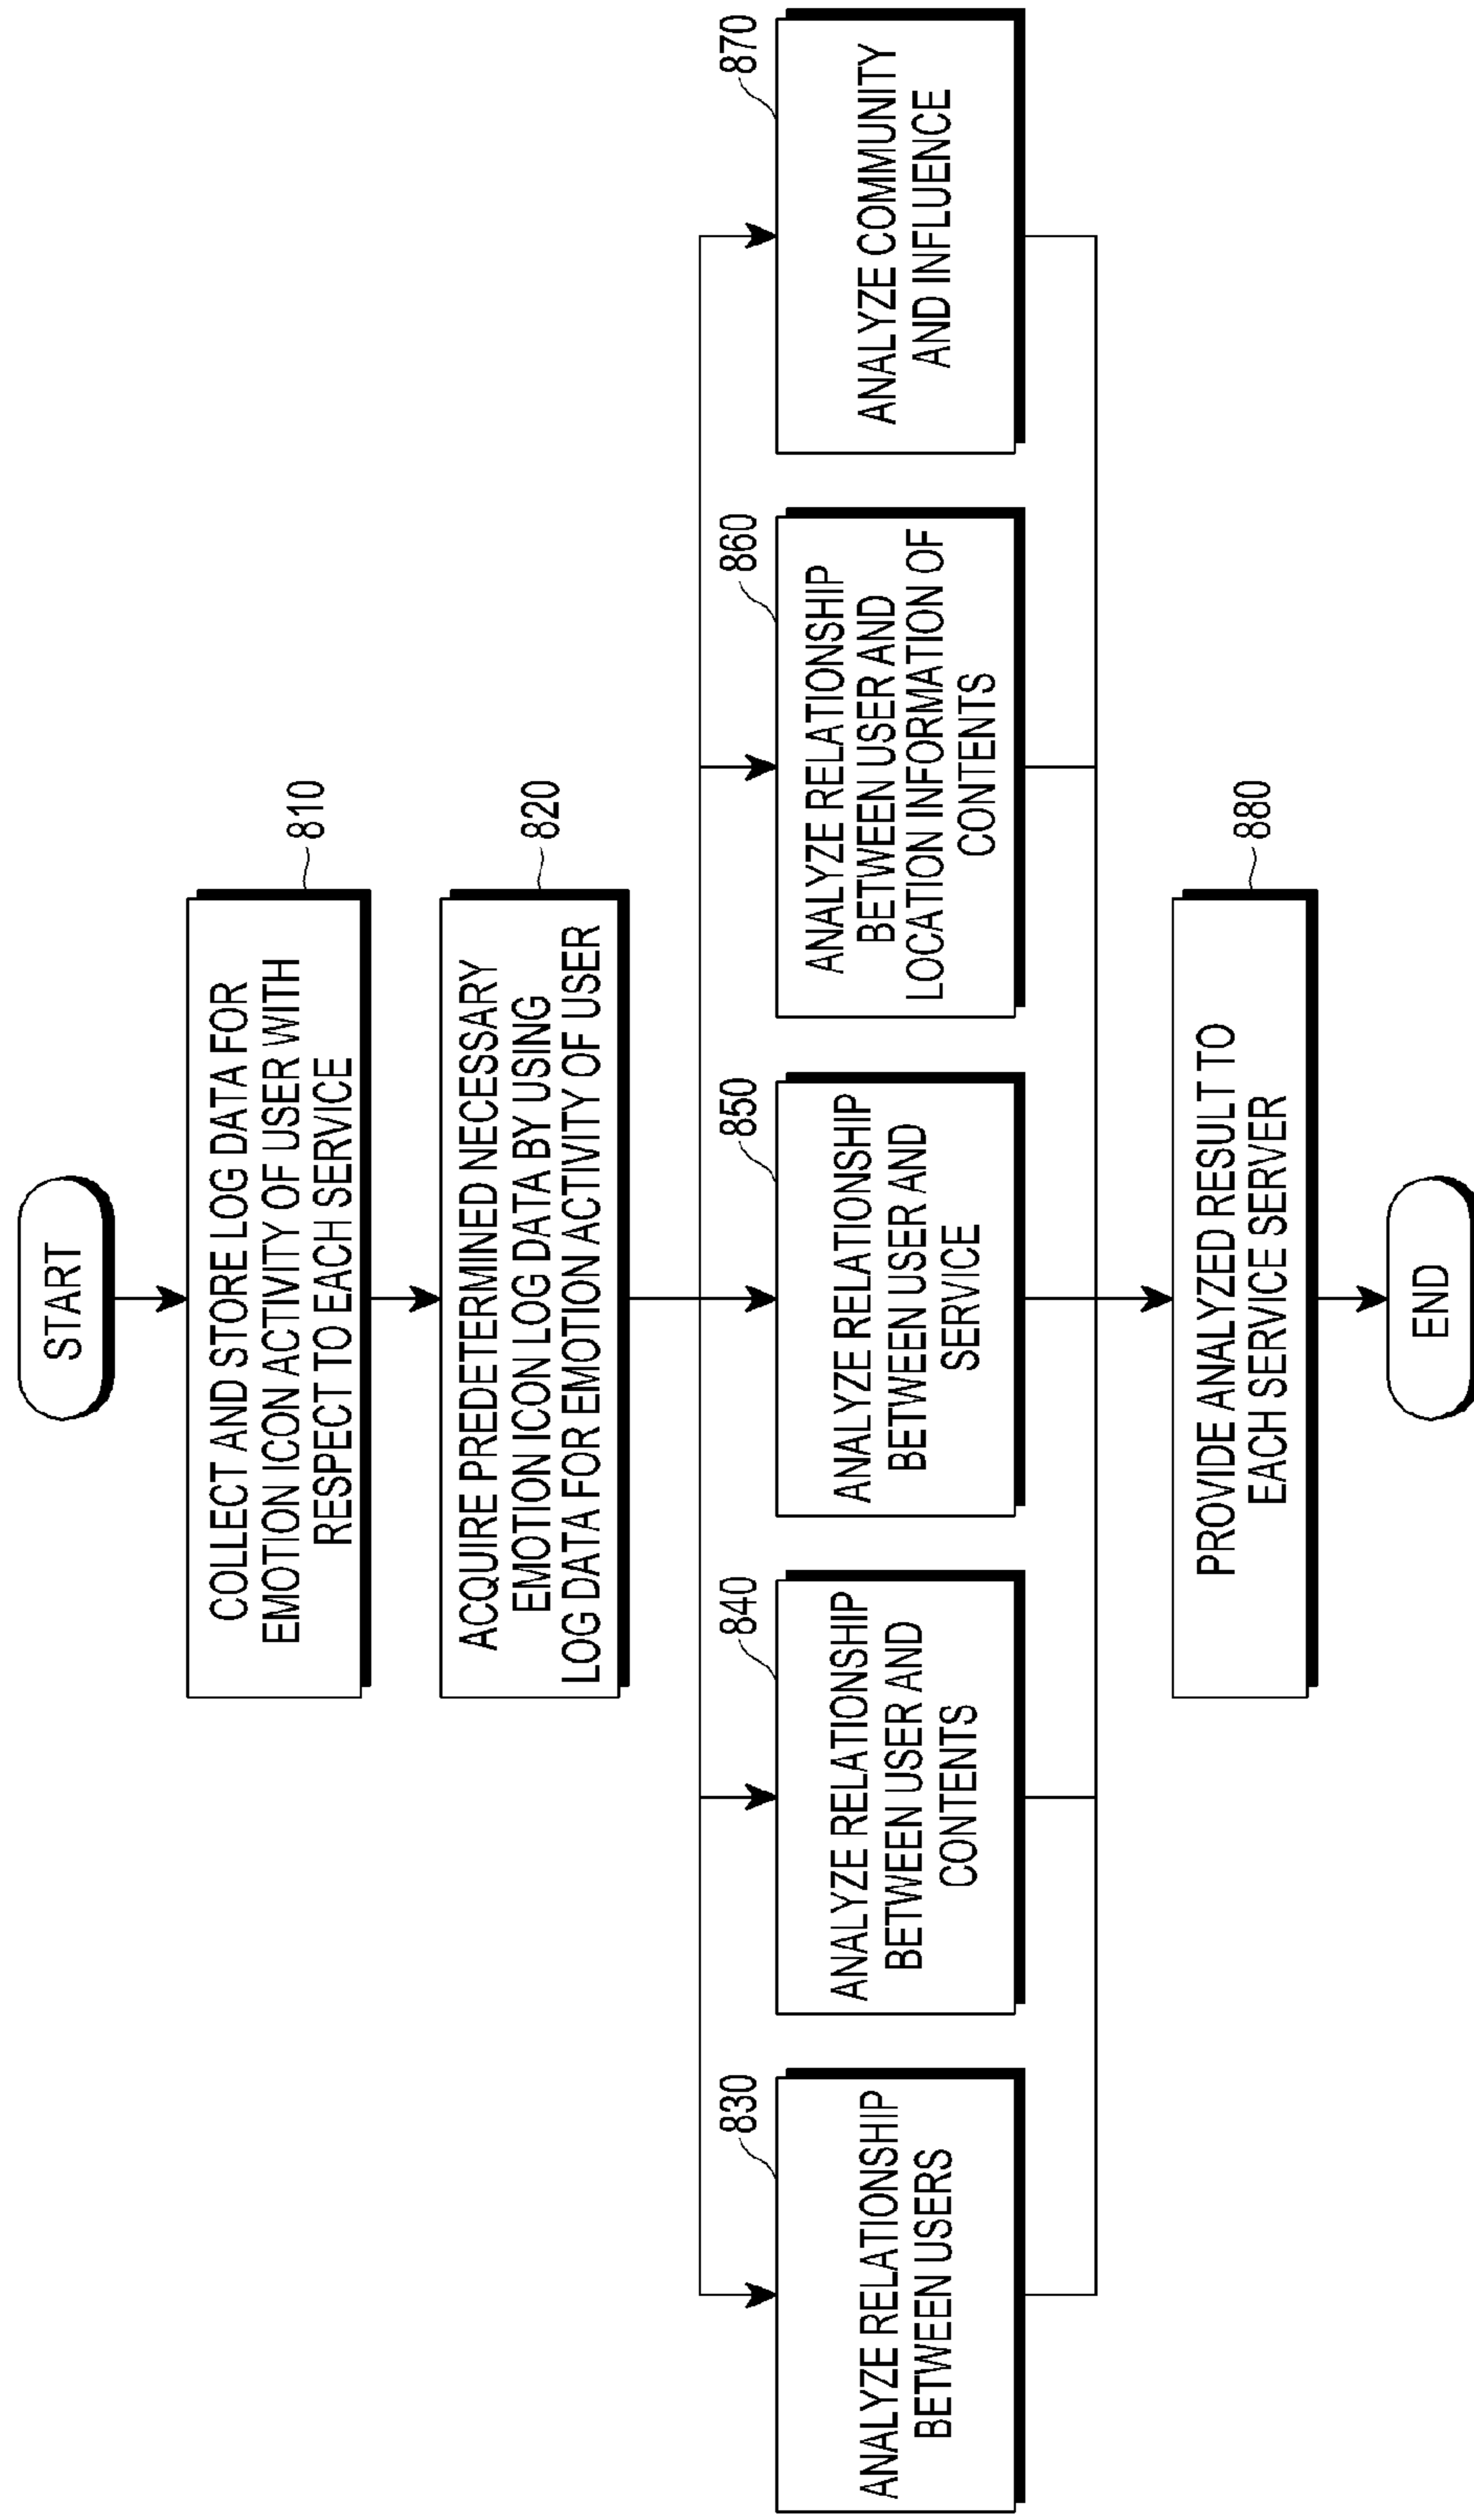 START
810
COLLECT AND STORE LOG DATA FOR
EMOTION ICON ACTIVITY OF USER WITH
RESPECT TO EACH SERVICE
820
ACQUIRE PREDETERMINED NECESSARY
EMOTION ICON LOG DATA BY USING
LOG DATA FOR EMOTION ACTIVITY OF USER
830
ANALYZE RELATIONSHIP
BETWEEN USERS
840
ANALYZE RELATIONSHIP
BETWEEN USER AND
CONTENTS
850
ANALYZE RELATIONSHIP
BETWEEN USER AND
SERVICE
860
ANALYZE RELATIONSHIP
BETWEEN USER AND
LOCATION INFORMATION OF
CONTENTS
870
ANALYZE COMMUNITY
AND INFLUENCE
880
PROVIDE ANALYZED RESULT TO
EACH SERVICE SERVER
END